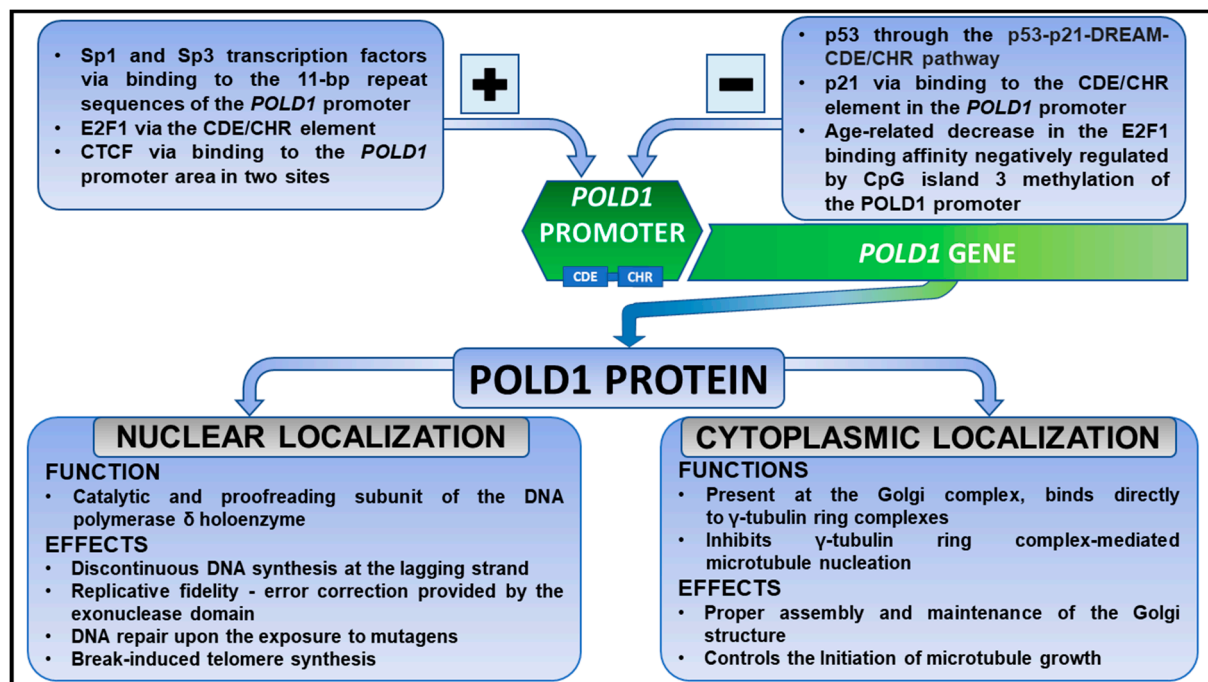 • Sp1 and Sp3 transcription factors
via binding to the 11-bp repeat
sequences of the POLD1 promoter
• E2F1 via the CDE/CHR element
• CTCF via binding to the POLD1
promoter area in two sites
+
−
• p53 through the p53-p21-DREAM-
CDE/CHR pathway
• p21 via binding to the CDE/CHR
element in the POLD1 promoter
• Age-related decrease in the E2F1
binding affinity negatively regulated
by CpG island 3 methylation of
the POLD1 promoter
POLD1
PROMOTER
CDE CHR
POLD1 GENE
POLD1 PROTEIN
NUCLEAR LOCALIZATION
FUNCTION
• Catalytic and proofreading subunit of the DNA
polymerase δ holoenzyme
EFFECTS
• Discontinuous DNA synthesis at the lagging strand
• Replicative fidelity - error correction provided by the
exonuclease domain
• DNA repair upon the exposure to mutagens
• Break-induced telomere synthesis
CYTOPLASMIC LOCALIZATION
FUNCTIONS
• Present at the Golgi complex, binds directly
to γ-tubulin ring complexes
• Inhibits γ-tubulin ring complex-mediated
microtubule nucleation
EFFECTS
• Proper assembly and maintenance of the Golgi
structure
• Controls the Initiation of microtubule growth